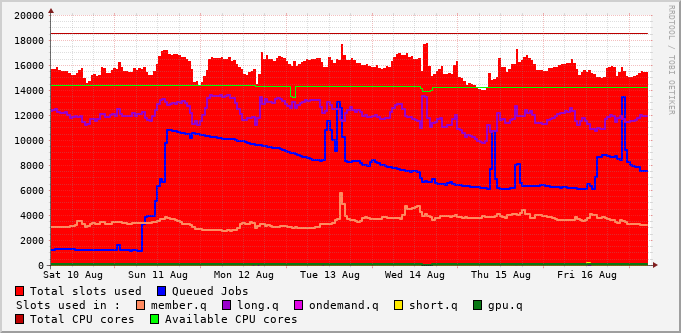 20000
18000
16000
14000
12000
10000
8000
6000
4000
2000
0
Sat 10 Aug Sun 11 Aug Mon 12 Aug Tue 13 Aug Wed 14 Aug Thu 15 Aug Fri 16 Aug
RRDTOOL / TOBI OETIKER
Total slots used Queued Jobs
Slots used in : member.q long.q ondemand.q short.q gpu.q
Total CPU cores Available CPU cores